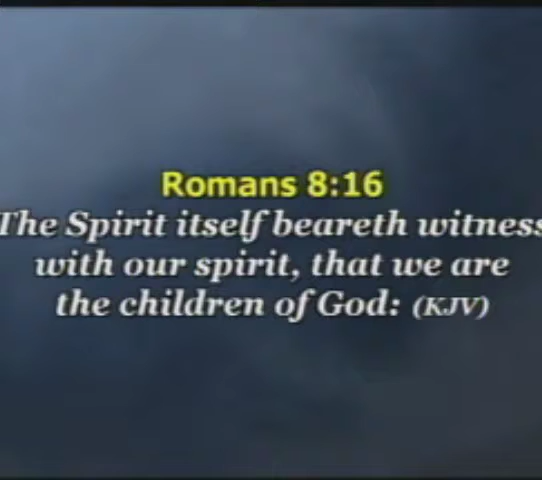 Romans 8:16
The Spirit itself beareth witness
with our spirit, that we are
the children of God: (KJV)